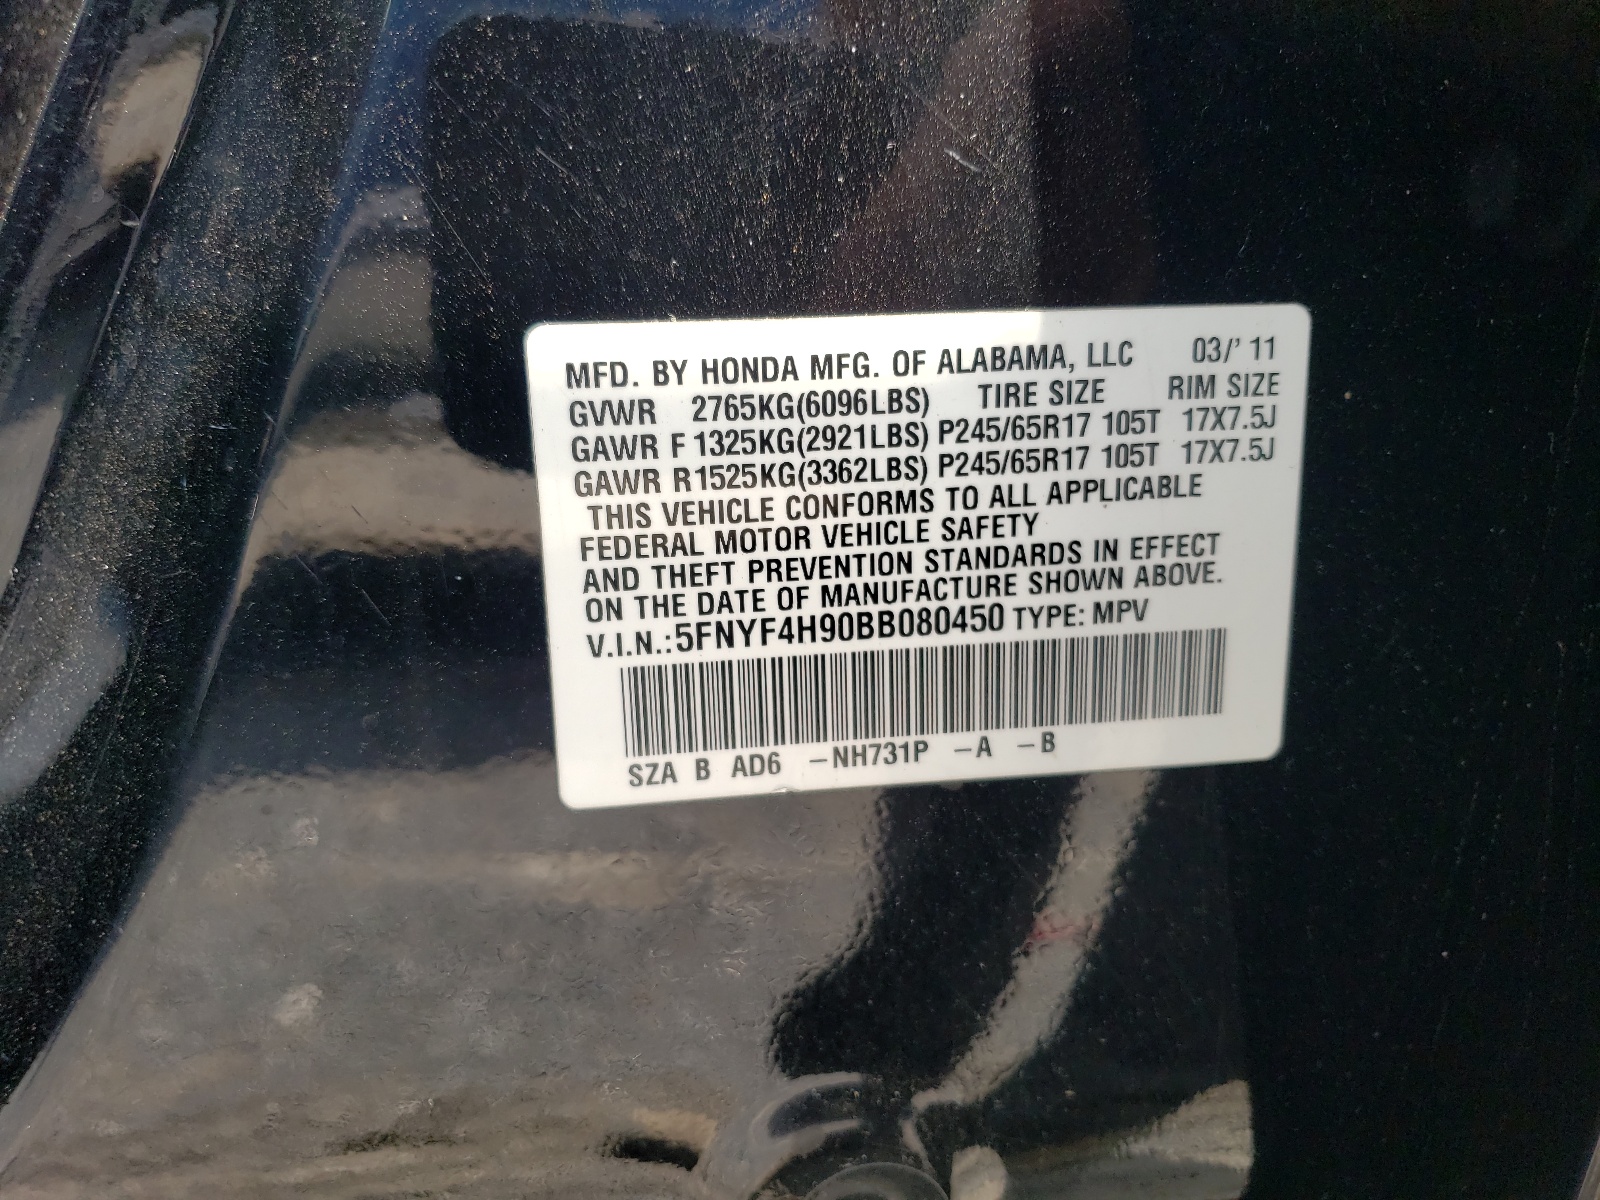 MFD. BY HONDA MFG. OF ALABAMA, LLC 03/' 11
GVWR 2765KG(6096LBS) TIRE SIZE RIM SIZE
GAWR F 1325KG(2921LBS) P245/65R17 105T 17X7.5J
GAWR R1525KG(3362LBS) P245/65R17 105T 17X7.5J
THIS VEHICLE CONFORMS TO ALL APPLICABLE
FEDERAL MOTOR VEHICLE SAFETY
AND THEFT PREVENTION STANDARDS IN EFFECT
ON THE DATE OF MANUFACTURE SHOWN ABOVE.
V.I.N.:5FNYF4H90BB080450 TYPE: MPV
SZA B AD6 –NH731P –A –B